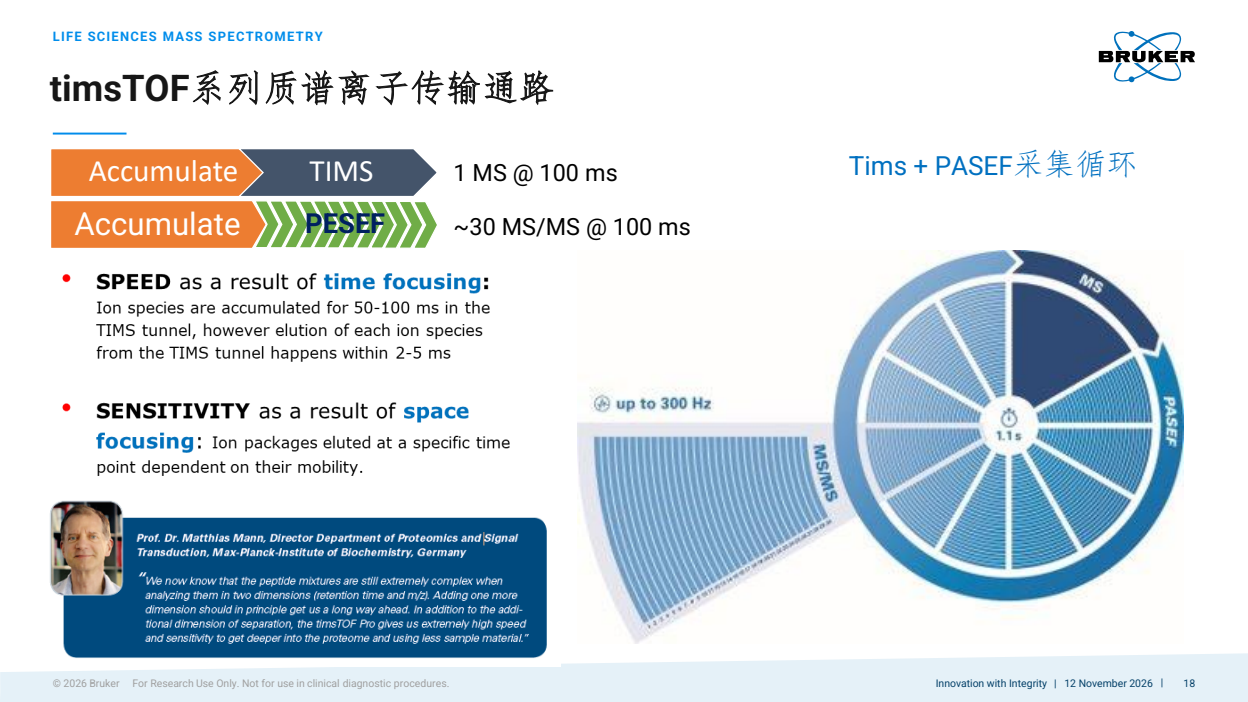 LIFE SCIENCES MASS SPECTROMETRY
BRUKER
timsTOF系列质谱离子传输通路
Accumulate TIMS 1 MS @ 100 ms
Tims + PASEF采集循环
Accumulate PESEF ~30 MS/MS @ 100 ms
• SPEED as a result of time focusing:
Ion species are accumulated for 50-100 ms in the
TIMS tunnel, however elution of each ion species
from the TIMS tunnel happens within 2-5 ms
• SENSITIVITY as a result of space
focusing: Ion packages eluted at a specific time
point dependent on their mobility.
MS
PASEF
1.1 s
up to 300 Hz
MS/MS
Prof. Dr. Matthias Mann, Director Department of Proteomics and Signal
Transduction, Max-Planck-Institute of Biochemistry, Germany
“We now know that the peptide mixtures are still extremely complex when
analyzing them in two dimensions (retention time and m/z). Adding one more
dimension should in principle get us a long way ahead. In addition to the addi-
tional dimension of separation, the timsTOF Pro gives us extremely high speed
and sensitivity to get deeper into the proteome and using less sample material.”
© 2026 Bruker For Research Use Only. Not for use in clinical diagnostic procedures.
Innovation with Integrity | 12 November 2026 | 18